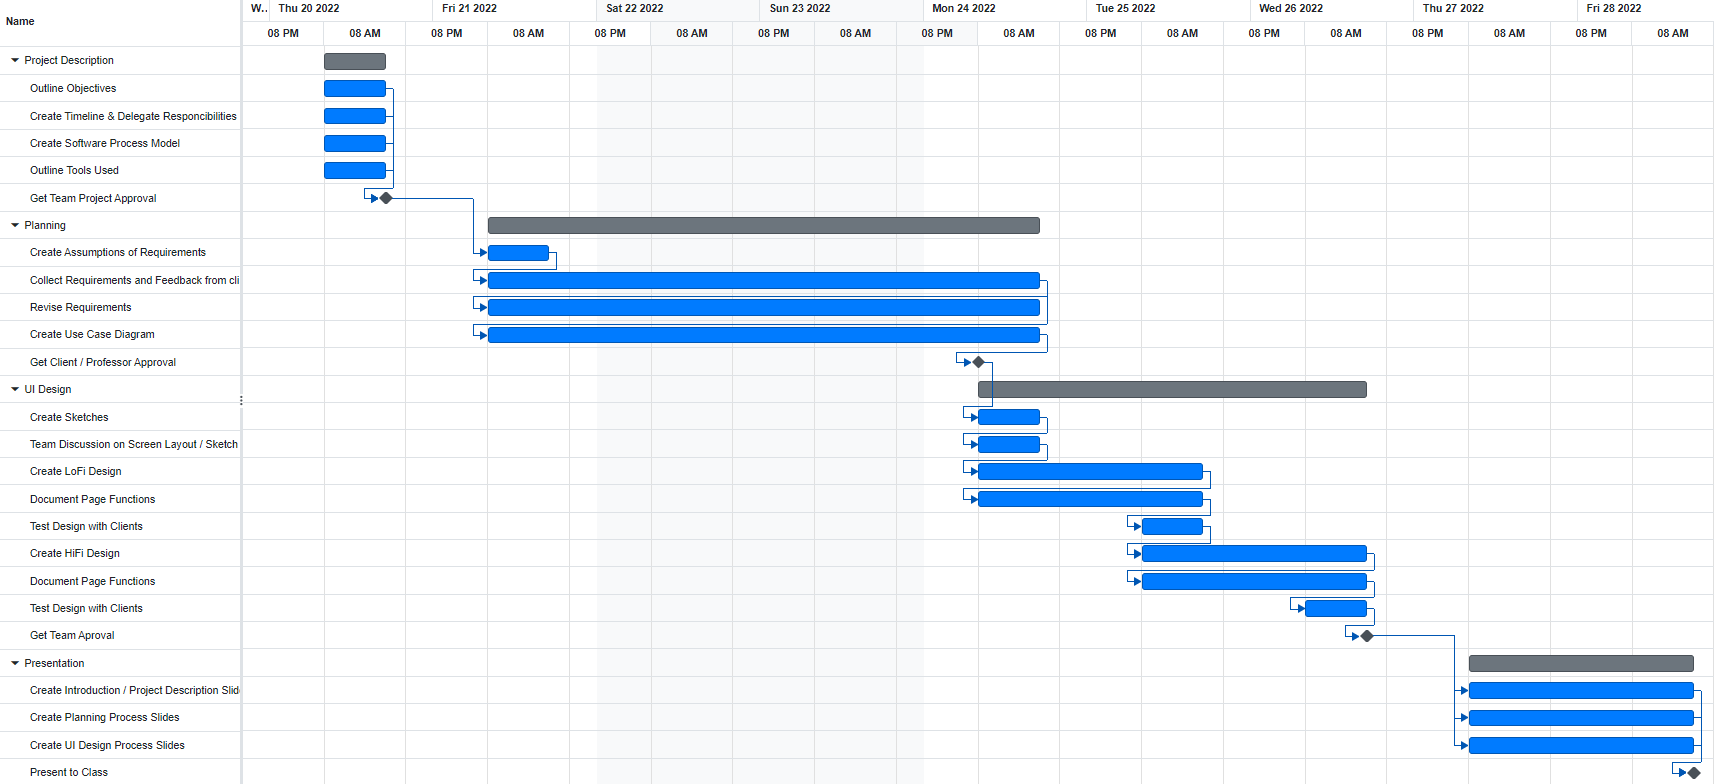 Name
W.. Thu 20 2022 Fri 21 2022 Sat 22 2022 Sun 23 2022 Mon 24 2022 Tue 25 2022 Wed 26 2022 Thu 27 2022 Fri 28 2022
08 PM 08 AM 08 PM 08 AM 08 PM 08 AM 08 PM 08 AM 08 PM 08 AM 08 PM 08 AM 08 PM 08 AM 08 PM 08 AM 08 PM 08 AM
Project Description
Outline Objectives
Create Timeline & Delegate Responcibilities
Create Software Process Model
Outline Tools Used
Get Team Project Approval
Planning
Create Assumptions of Requirements
Collect Requirements and Feedback from cli
Revise Requirements
Create Use Case Diagram
Get Client / Professor Approval
UI Design
Create Sketches
Team Discussion on Screen Layout / Sketch
Create LoFi Design
Document Page Functions
Test Design with Clients
Create HiFi Design
Document Page Functions
Test Design with Clients
Get Team Aproval
Presentation
Create Introduction / Project Description Slid
Create Planning Process Slides
Create UI Design Process Slides
Present to Class